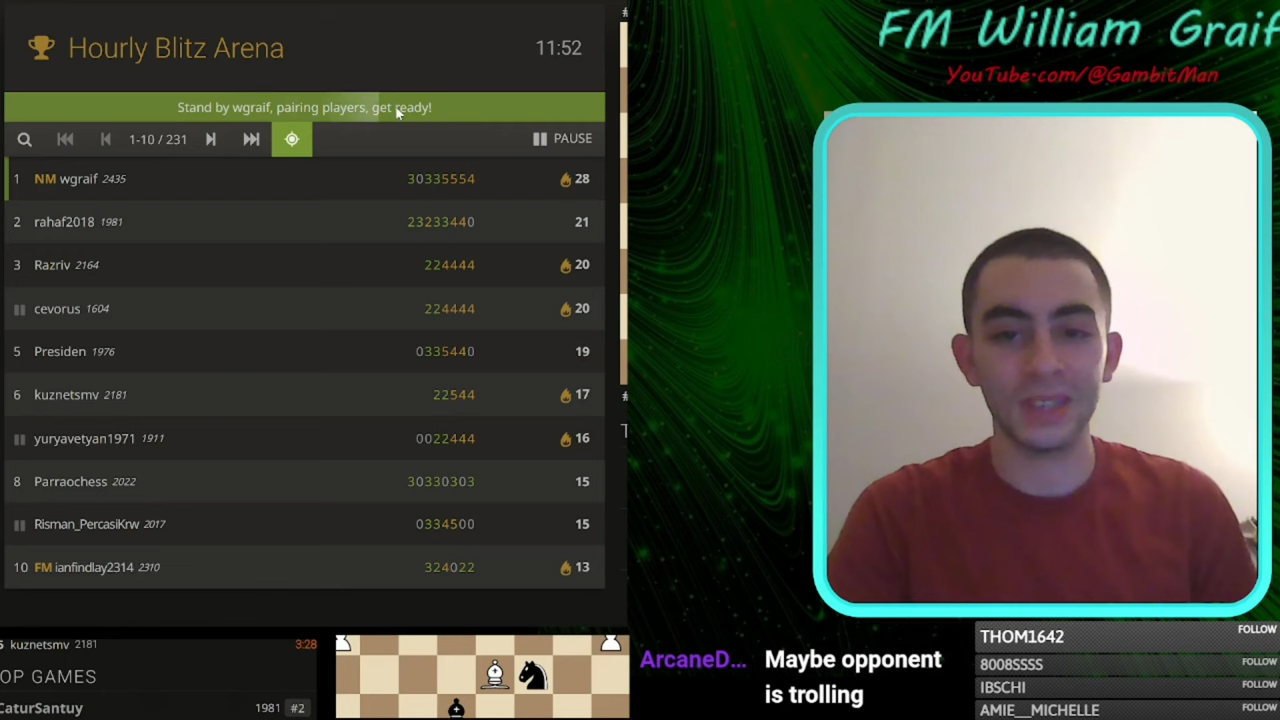 Hourly Blitz Arena 11:52
Stand by wgraif, pairing players, get ready!
1-10 / 231 PAUSE
1 NM wgraif 2435 30335554 28
2 rahaf2018 1981 23233440 21
3 Razriv 2164 224444 20
cevorus 1604 224444 20
5 Presiden 1976 0335440 19
6 kuznetsmv 2181 22544 17
yuryavetyan1971 1911 0022444 16
8 Parraochess 2022 30330303 15
Risman_PercasiKrw 2017 0334500 15
10 FM ianfindlay2314 2310 324022 13
kuznetsmv 2181 3:28
OP GAMES
CaturSantuy 1981 #2
FM William Graif
YouTube.com/@GambitMan
ArcaneD... Maybe opponent
is trolling
THOM1642 FOLLOW
8008SSSS FOLLOW
IBSCHI FOLLOW
AMIE__MICHELLE FOLLOW